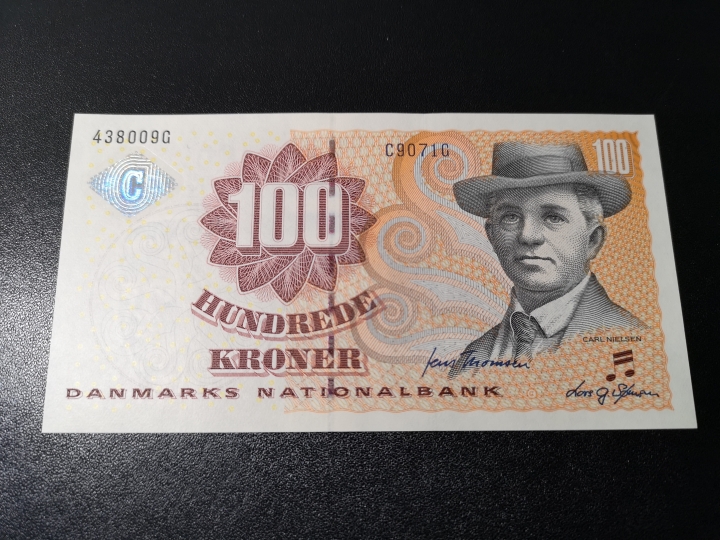 438009G
C9071G
100
C
100
HUNDREDE
KRONER
CARL NIELSEN
DANMARKS NATIONALBANK